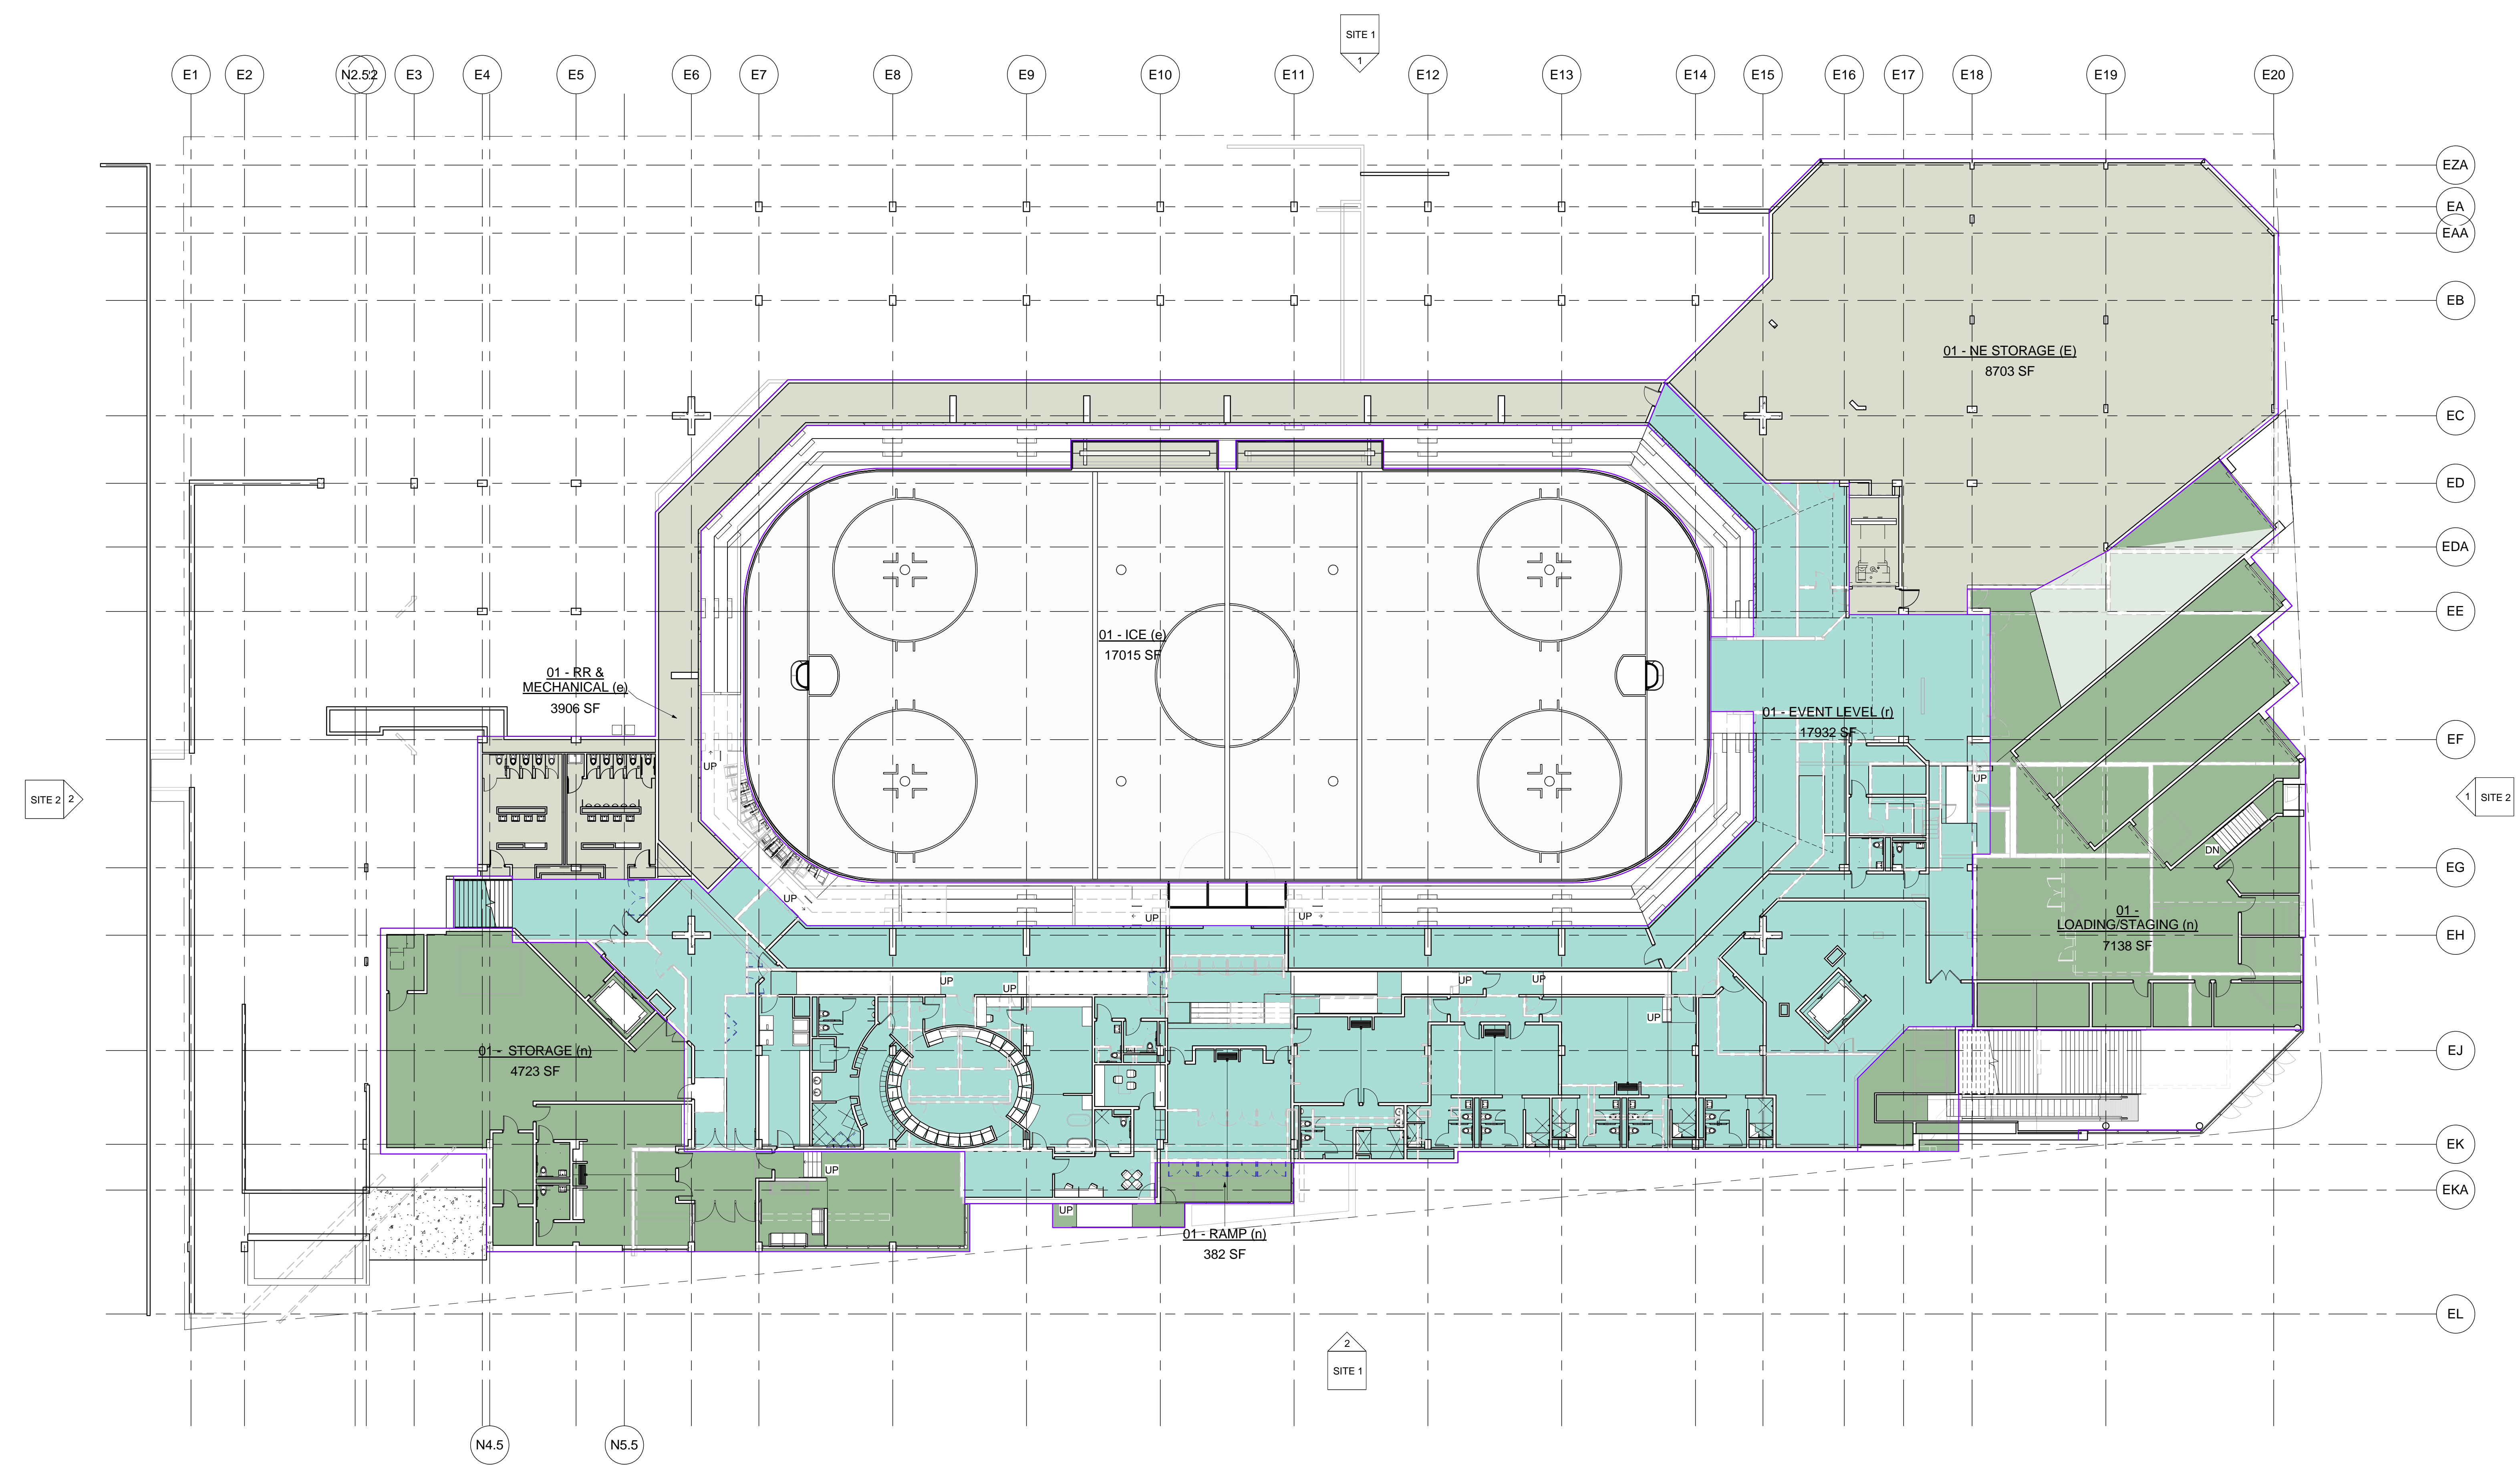 SITE 1
1
E1 E2 N2.5 2 E3 E4 E5 E6 E7 E8 E9 E10 E11 E12 E13 E14 E15 E16 E17 E18 E19 E20
EZA
EA
EAA
EB
01 - NE STORAGE (E)
8703 SF
EC
ED
EDA
EE
01 - ICE (e)
17015 SF
01 - RR &
MECHANICAL (e)
3906 SF
01 - EVENT LEVEL (r)
17932 SF
EF
UP
UP
SITE 2 2
1 SITE 2
DN
EG
UP
UP
UP
01 -
LOADING/STAGING (n)
7138 SF
EH
UP
UP
UP
UP
UP
01 - STORAGE (n)
4723 SF
EJ
EK
UP
EKA
UP
01 - RAMP (n)
382 SF
EL
2
SITE 1
N4.5 N5.5